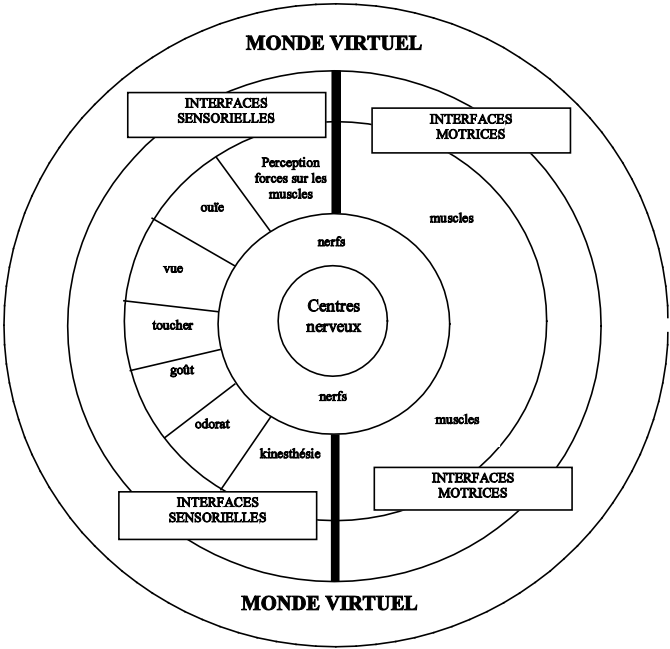 MONDE VIRTUEL
INTERFACES
SENSORIELLES
INTERFACES
MOTRICES
Perception
forces sur les
muscles
ouïe
muscles
nerfs
vue
Centres
nerveux
toucher
goût
nerfs
odorat
muscles
kinesthésie
INTERFACES
MOTRICES
INTERFACES
SENSORIELLES
MONDE VIRTUEL